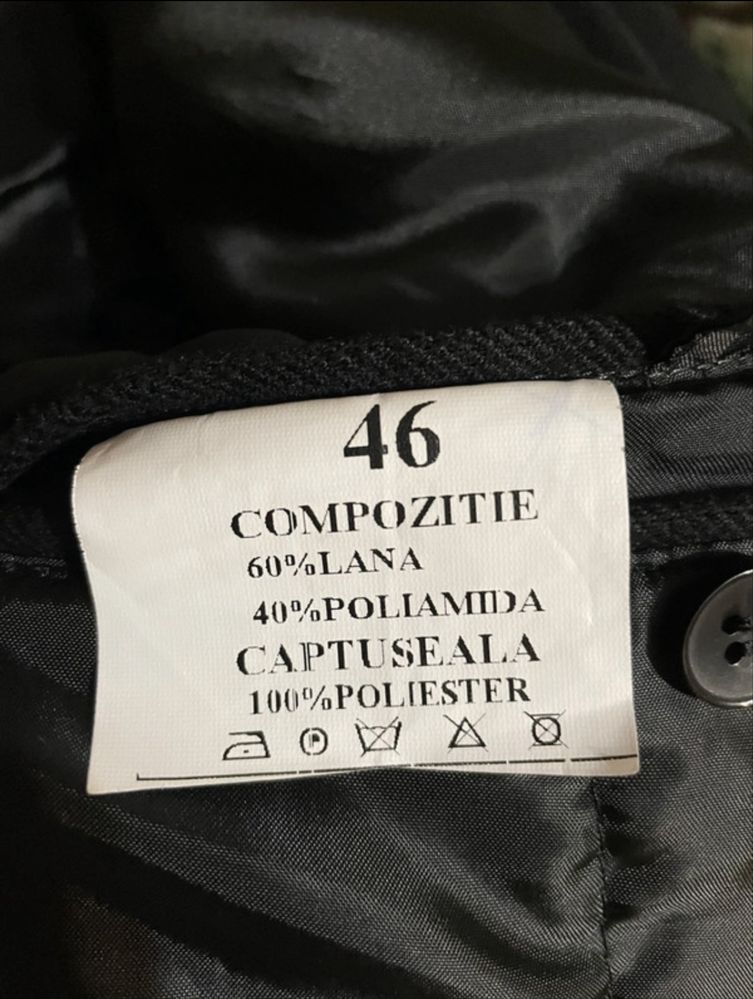 46
COMPOZITIE
60%LANA
40%POLIAMIDA
CAPTUSEALA
100%POLIESTER
P